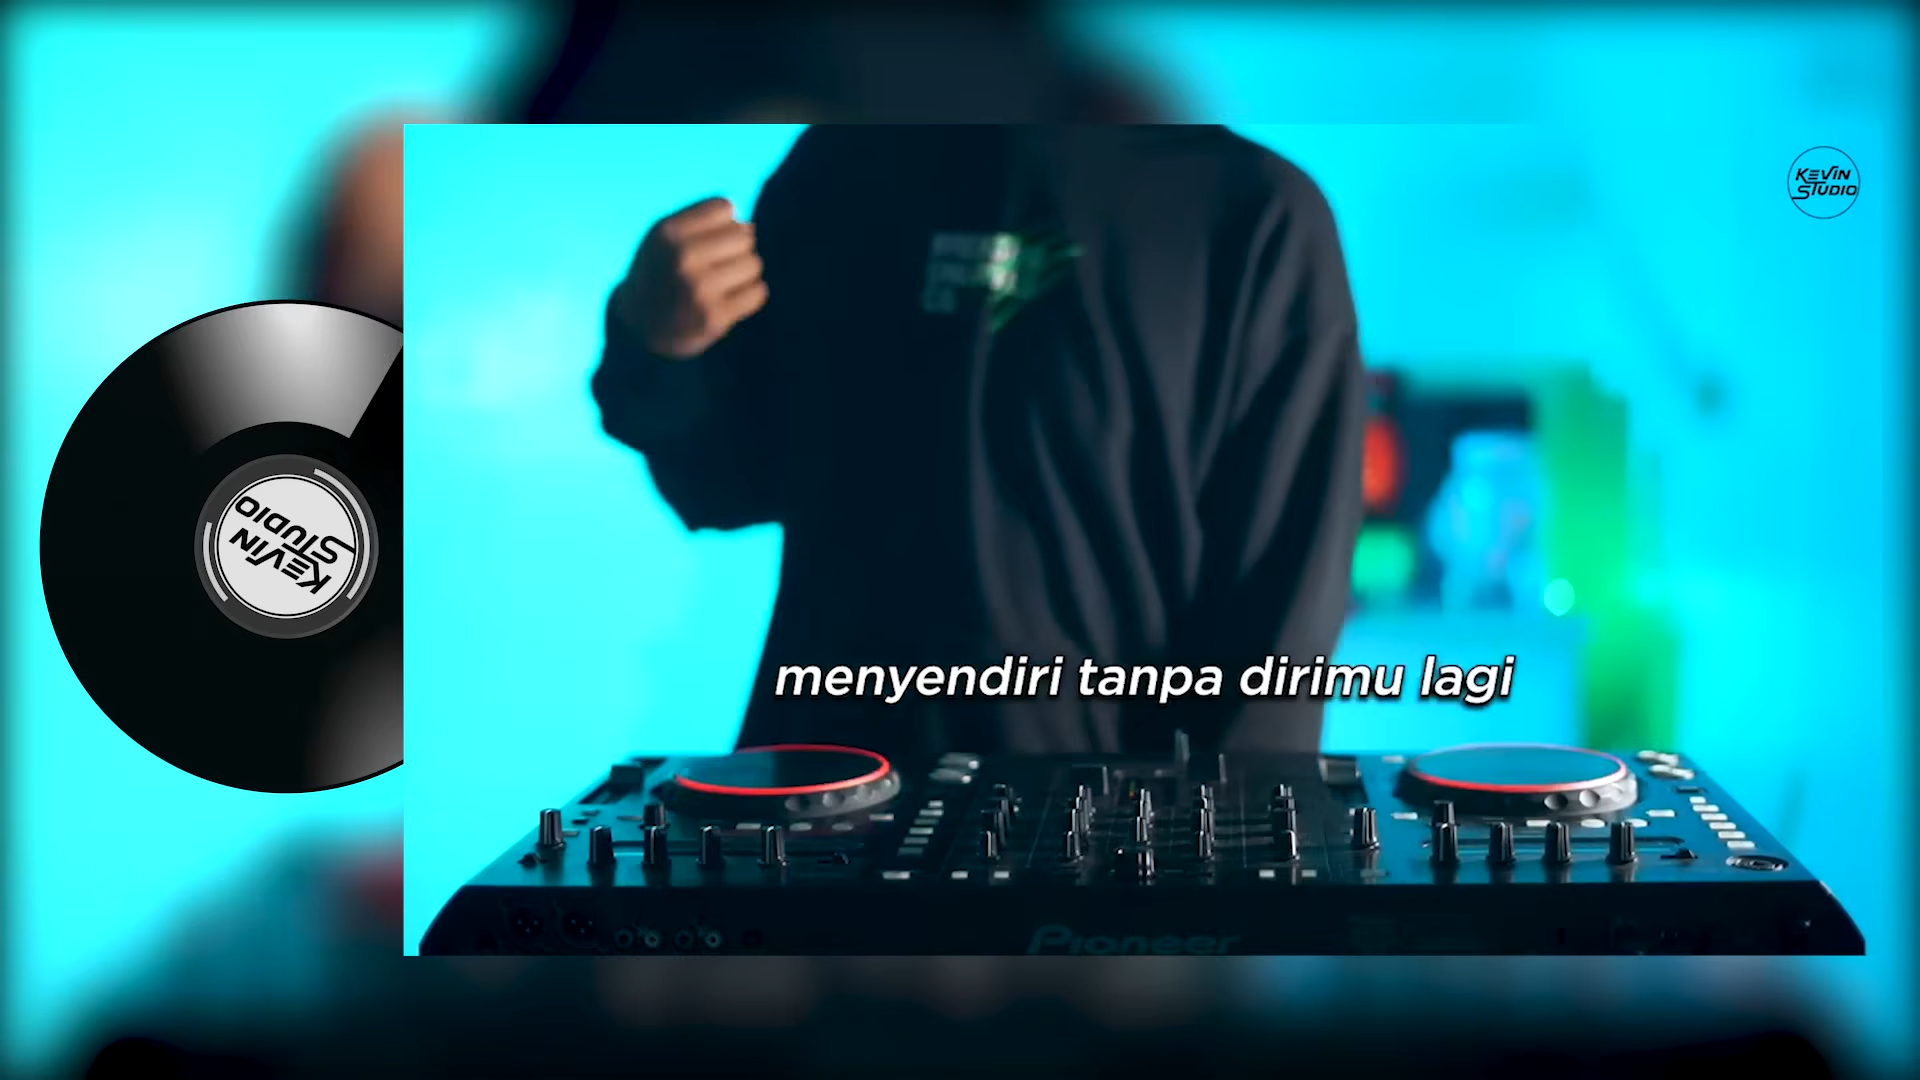 KEVIN
STUDIO
KEVIN
STUDIO
menyendiri tanpa dirimu lagi
Pioneer